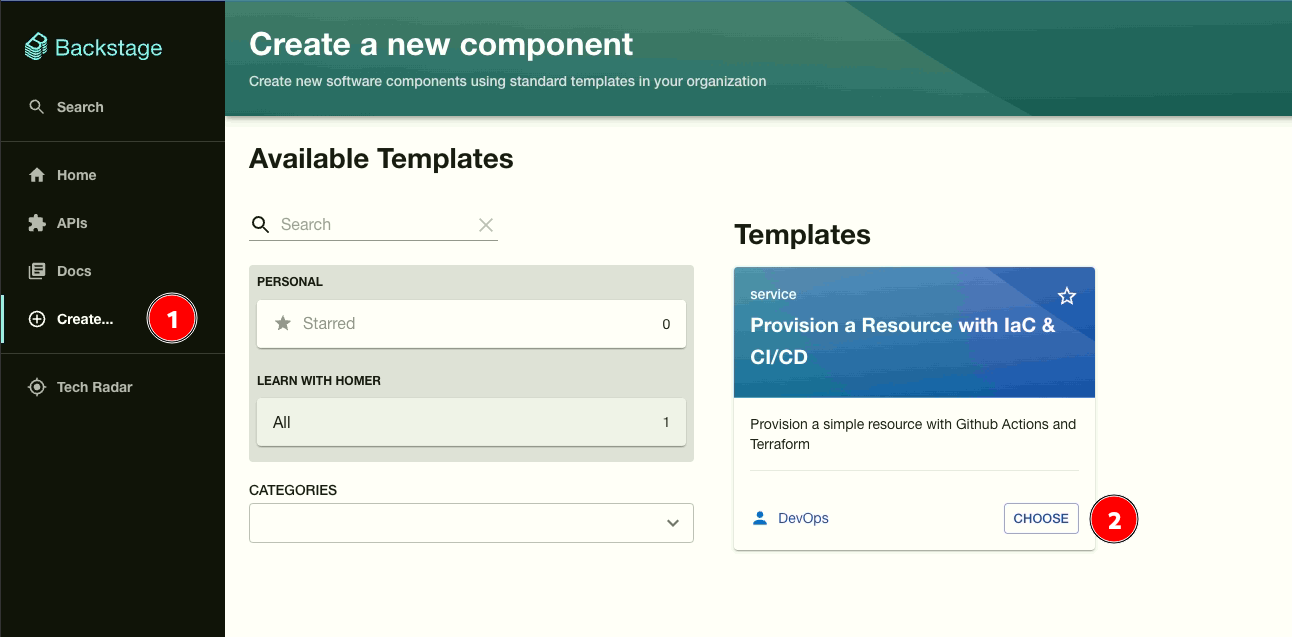 Backstage
Search
Home
APIs
Docs
Create...
1
Tech Radar
Create a new component
Create new software components using standard templates in your organization
Available Templates
Search
PERSONAL
Starred 0
LEARN WITH HOMER
All 1
CATEGORIES
Templates
service
Provision a Resource with IaC &
CI/CD
Provision a simple resource with Github Actions and
Terraform
DevOps
CHOOSE
2